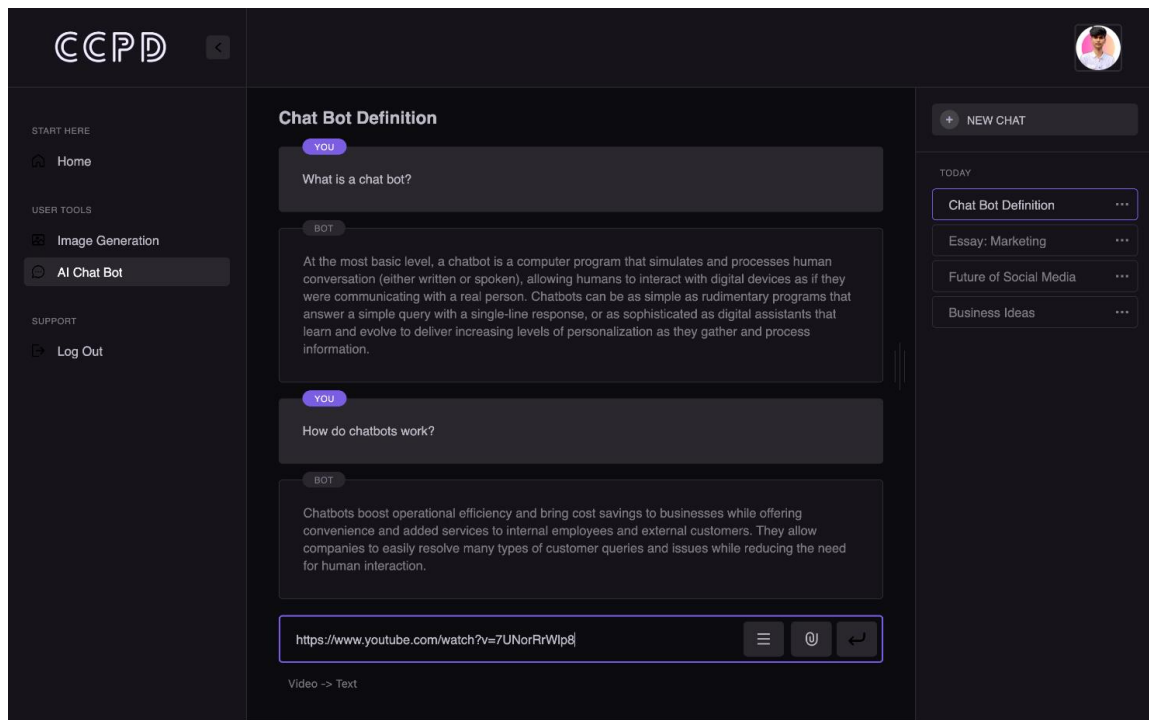 CCPD
START HERE
Home
USER TOOLS
Image Generation
AI Chat Bot
SUPPORT
Log Out
Chat Bot Definition
YOU
What is a chat bot?
BOT
At the most basic level, a chatbot is a computer program that simulates and processes human
conversation (either written or spoken), allowing humans to interact with digital devices as if they
were communicating with a real person. Chatbots can be as simple as rudimentary programs that
answer a simple query with a single-line response, or as sophisticated as digital assistants that
learn and evolve to deliver increasing levels of personalization as they gather and process
information.
YOU
How do chatbots work?
BOT
Chatbots boost operational efficiency and bring cost savings to businesses while offering
convenience and added services to internal employees and external customers. They allow
companies to easily resolve many types of customer queries and issues while reducing the need
for human interaction.
https://www.youtube.com/watch?v=7UNorRrWlp8
Video -> Text
NEW CHAT
TODAY
Chat Bot Definition
Essay: Marketing
Future of Social Media
Business Ideas